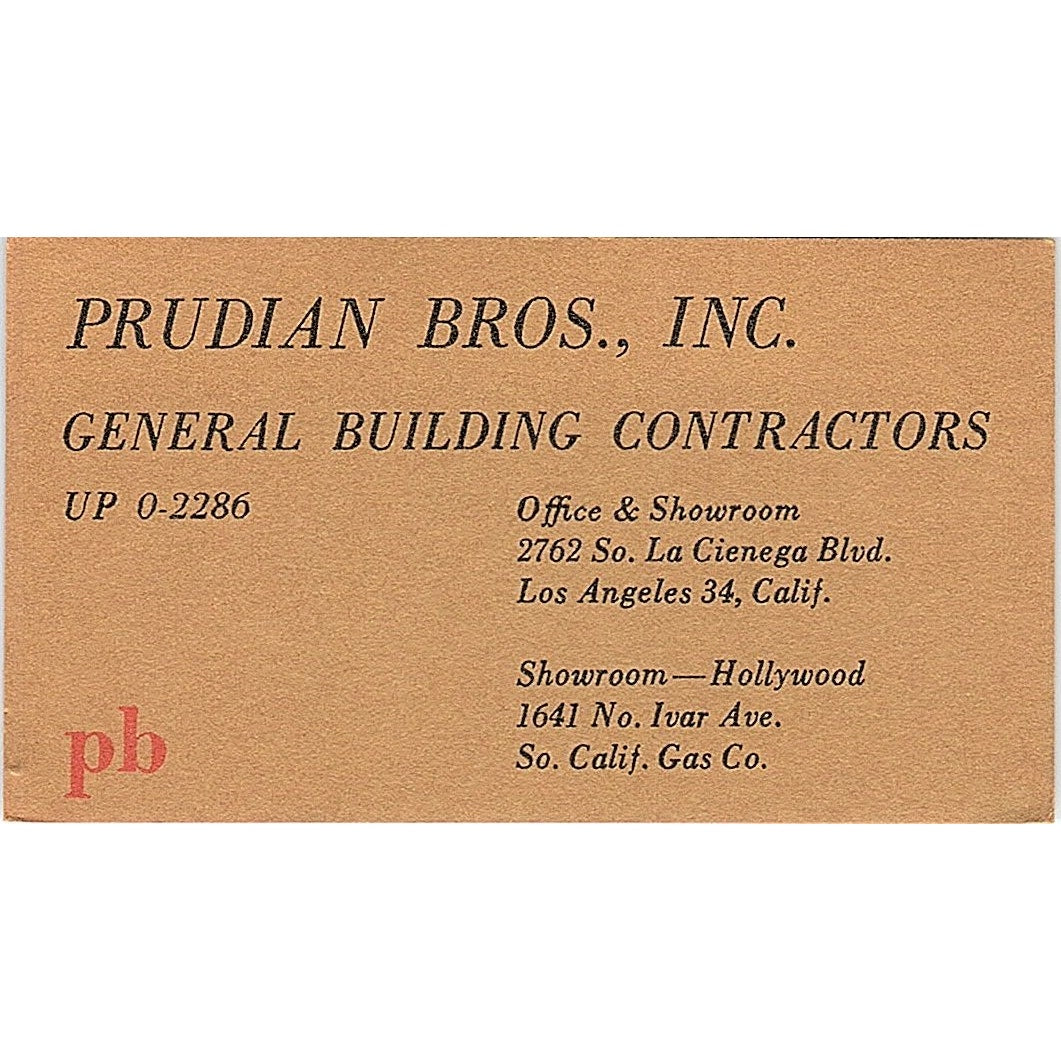 PRUDIAN BROS., INC.
GENERAL BUILDING CONTRACTORS
UP 0-2286
Office & Showroom
2762 So. La Cienega Blvd.
Los Angeles 34, Calif.
Showroom—Hollywood
1641 No. Ivar Ave.
So. Calif. Gas Co.
pb